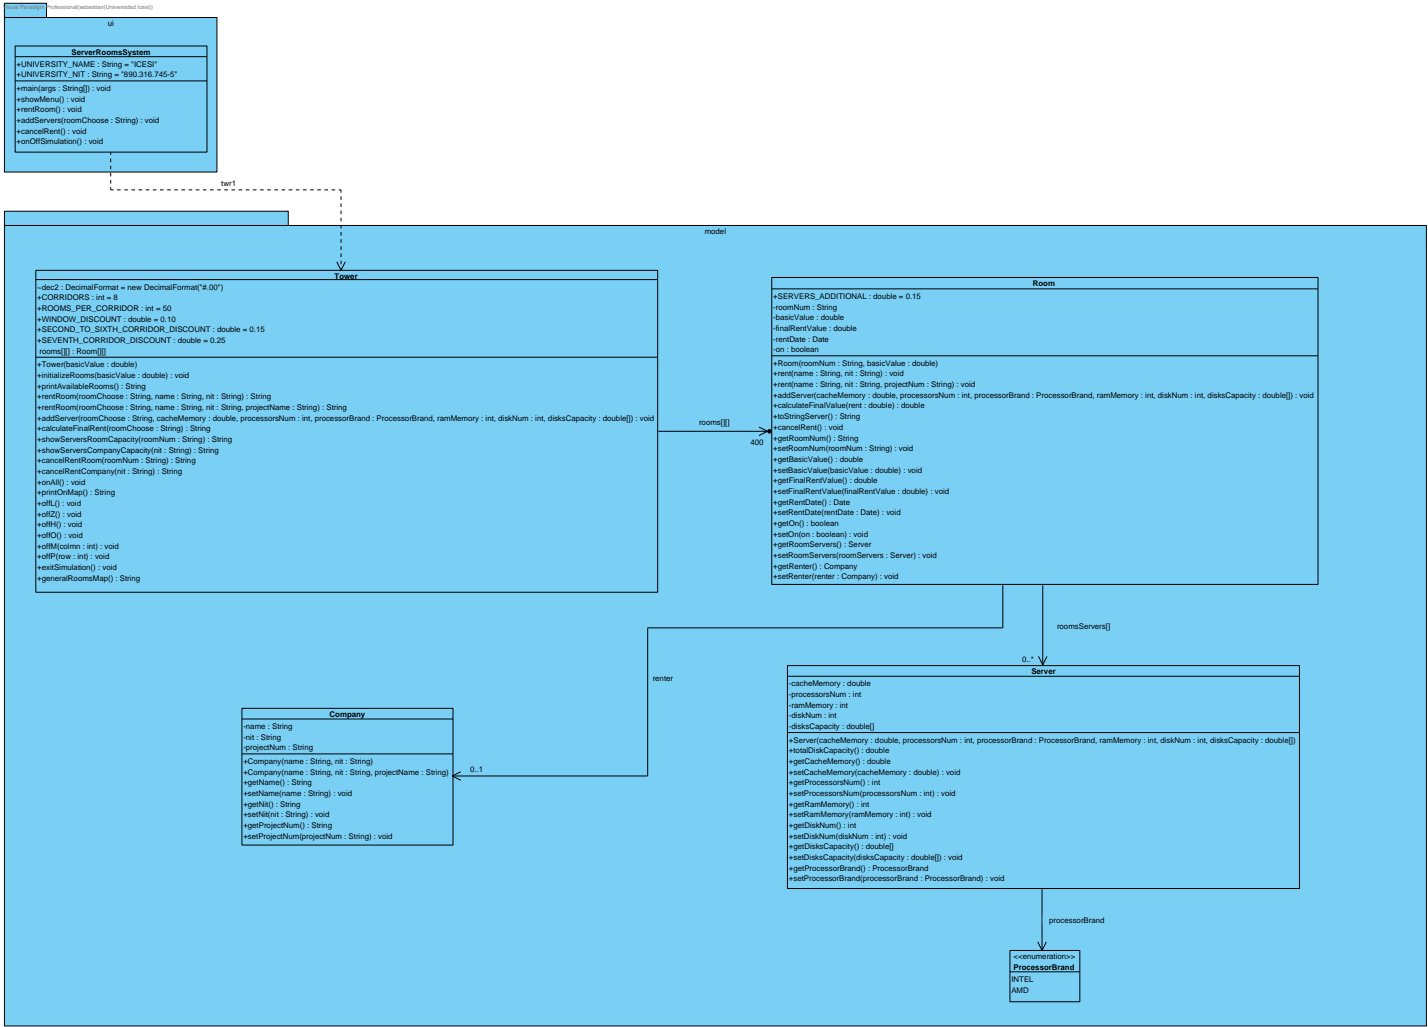 Visual Paradigm Professional(sebastian(Universidad Icesi))
ui
ServerRoomsSystem
+UNIVERSITY_NAME : String = "ICESI"
+UNIVERSITY_NIT : String = "890.316.745-5"
+main(args : String[]) : void
+showMenu() : void
+rentRoom() : void
+addServers(roomChoose : String) : void
+cancelRent() : void
+onOffSimulation() : void
twr1
model
Tower
~dec2 : DecimalFormat = new DecimalFormat("#.00")
+CORRIDORS : int = 8
+ROOMS_PER_CORRIDOR : int = 50
+WINDOW_DISCOUNT : double = 0.10
+SECOND_TO_SIXTH_CORRIDOR_DISCOUNT : double = 0.15
+SEVENTH_CORRIDOR_DISCOUNT : double = 0.25
rooms[][] : Room[][]
+Tower(basicValue : double)
+initializeRooms(basicValue : double) : void
+printAvailableRooms() : String
+rentRoom(roomChoose : String, name : String, nit : String) : String
+rentRoom(roomChoose : String, name : String, nit : String, projectName : String) : String
+addServer(roomChoose : String, cacheMemory : double, processorsNum : int, processorBrand : ProcessorBrand, ramMemory : int, diskNum : int, disksCapacity : double[]) : void
+calculateFinalRent(roomChoose : String) : String
+showServersRoomCapacity(roomNum : String) : String
+showServersCompanyCapacity(nit : String) : String
+cancelRentRoom(roomNum : String) : String
+cancelRentCompany(nit : String) : String
+onAll() : void
+printOnMap() : String
+offL() : void
+offZ() : void
+offH() : void
+offO() : void
+offM(colmn : int) : void
+offP(row : int) : void
+exitSimulation() : void
+generalRoomsMap() : String
rooms[][]
400
Room
+SERVERS_ADDITIONAL : double = 0.15
-roomNum : String
-basicValue : double
-finalRentValue : double
-rentDate : Date
-on : boolean
+Room(roomNum : String, basicValue : double)
+rent(name : String, nit : String) : void
+rent(name : String, nit : String, projectNum : String) : void
+addServer(cacheMemory : double, processorsNum : int, processorBrand : ProcessorBrand, ramMemory : int, diskNum : int, disksCapacity : double[]) : void
+calculateFinalValue(rent : double) : double
+toStringServer() : String
+cancelRent() : void
+getRoomNum() : String
+setRoomNum(roomNum : String) : void
+getBasicValue() : double
+setBasicValue(basicValue : double) : void
+getFinalRentValue() : double
+setFinalRentValue(finalRentValue : double) : void
+getRentDate() : Date
+setRentDate(rentDate : Date) : void
+getOn() : boolean
+setOn(on : boolean) : void
+getRoomServers() : Server
+setRoomServers(roomServers : Server) : void
+getRenter() : Company
+setRenter(renter : Company) : void
roomsServers[]
0..*
renter
0..1
Company
-name : String
-nit : String
-projectNum : String
+Company(name : String, nit : String)
+Company(name : String, nit : String, projectName : String)
+getName() : String
+setName(name : String) : void
+getNit() : String
+setNit(nit : String) : void
+getProjectNum() : String
+setProjectNum(projectNum : String) : void
Server
-cacheMemory : double
-processorsNum : int
-ramMemory : int
-diskNum : int
-disksCapacity : double[]
+Server(cacheMemory : double, processorsNum : int, processorBrand : ProcessorBrand, ramMemory : int, diskNum : int, disksCapacity : double[])
+totalDiskCapacity() : double
+getCacheMemory() : double
+setCacheMemory(cacheMemory : double) : void
+getProcessorsNum() : int
+setProcessorsNum(processorsNum : int) : void
+getRamMemory() : int
+setRamMemory(ramMemory : int) : void
+getDiskNum() : int
+setDiskNum(diskNum : int) : void
+getDisksCapacity() : double[]
+setDisksCapacity(disksCapacity : double[]) : void
+getProcessorBrand() : ProcessorBrand
+setProcessorBrand(processorBrand : ProcessorBrand) : void
processorBrand
<<enumeration>>
ProcessorBrand
INTEL
AMD